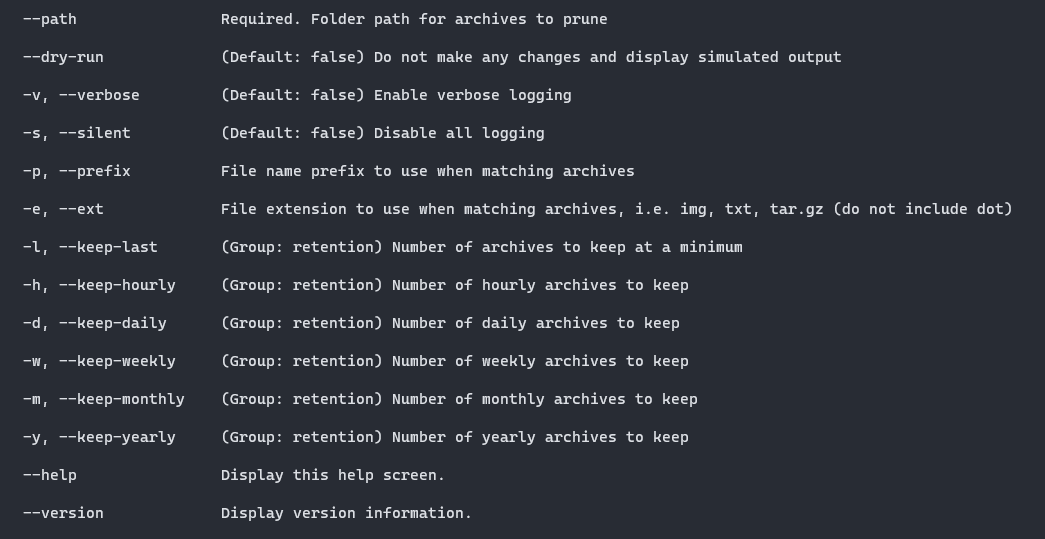 --path Required. Folder path for archives to prune
--dry-run (Default: false) Do not make any changes and display simulated output
-v, --verbose (Default: false) Enable verbose logging
-s, --silent (Default: false) Disable all logging
-p, --prefix File name prefix to use when matching archives
-e, --ext File extension to use when matching archives, i.e. img, txt, tar.gz (do not include dot)
-l, --keep-last (Group: retention) Number of archives to keep at a minimum
-h, --keep-hourly (Group: retention) Number of hourly archives to keep
-d, --keep-daily (Group: retention) Number of daily archives to keep
-w, --keep-weekly (Group: retention) Number of weekly archives to keep
-m, --keep-monthly (Group: retention) Number of monthly archives to keep
-y, --keep-yearly (Group: retention) Number of yearly archives to keep
--help Display this help screen.
--version Display version information.